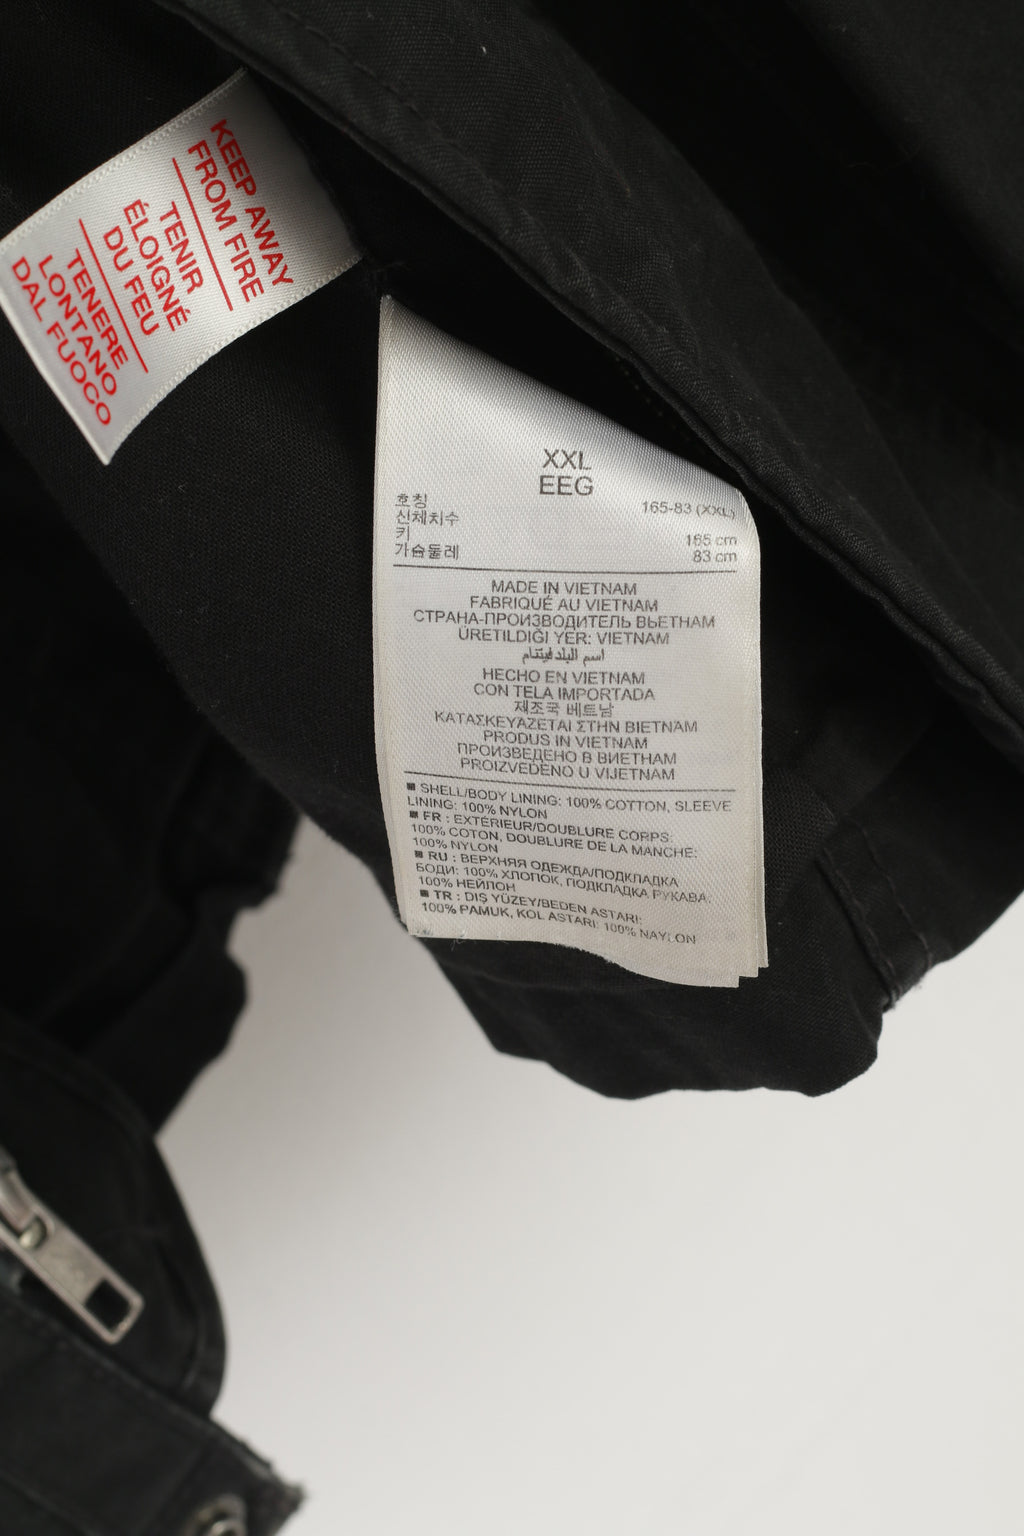 KEEP AWAY
FROM FIRE
TENIR
ÉLOIGNÉ
DU FEU
TENERE
LONTANO
DAL FUOCO
XXL
EEG
호칭 165-83 (XXL)
신체치수
키 165 cm
가슴둘레 83 cm
MADE IN VIETNAM
FABRIQUÉ AU VIETNAM
СТРАНА-ПРОИЗВОДИТЕЛЬ ВЬЕТНАМ
ÜRETILDIĞI YER: VIETNAM
اسم البلد فيتنام
HECHO EN VIETNAM
CON TELA IMPORTADA
제조국 베트남
ΚΑΤΑΣΚΕΥΑΖΕΤΑΙ ΣΤΗΝ ΒΙΕΤΝΑΜ
PRODUS IN VIETNAM
ПРОИЗВЕДЕНО В ВИЕТНАМ
PROIZVEDENO U VIJETNAM
■ SHELL/BODY LINING: 100% COTTON, SLEEVE
LINING: 100% NYLON
■ FR : EXTÉRIEUR/DOUBLURE CORPS:
100% COTON, DOUBLURE DE LA MANCHE:
100% NYLON
■ RU : ВЕРХНЯЯ ОДЕЖДА/ПОДКЛАДКА
БОДИ: 100% ХЛОПОК, ПОДКЛАДКА РУКАВА:
100% НЕЙЛОН
■ TR : DIŞ YÜZEY/BEDEN ASTARI:
100% PAMUK, KOL ASTARI: 100% NAYLON